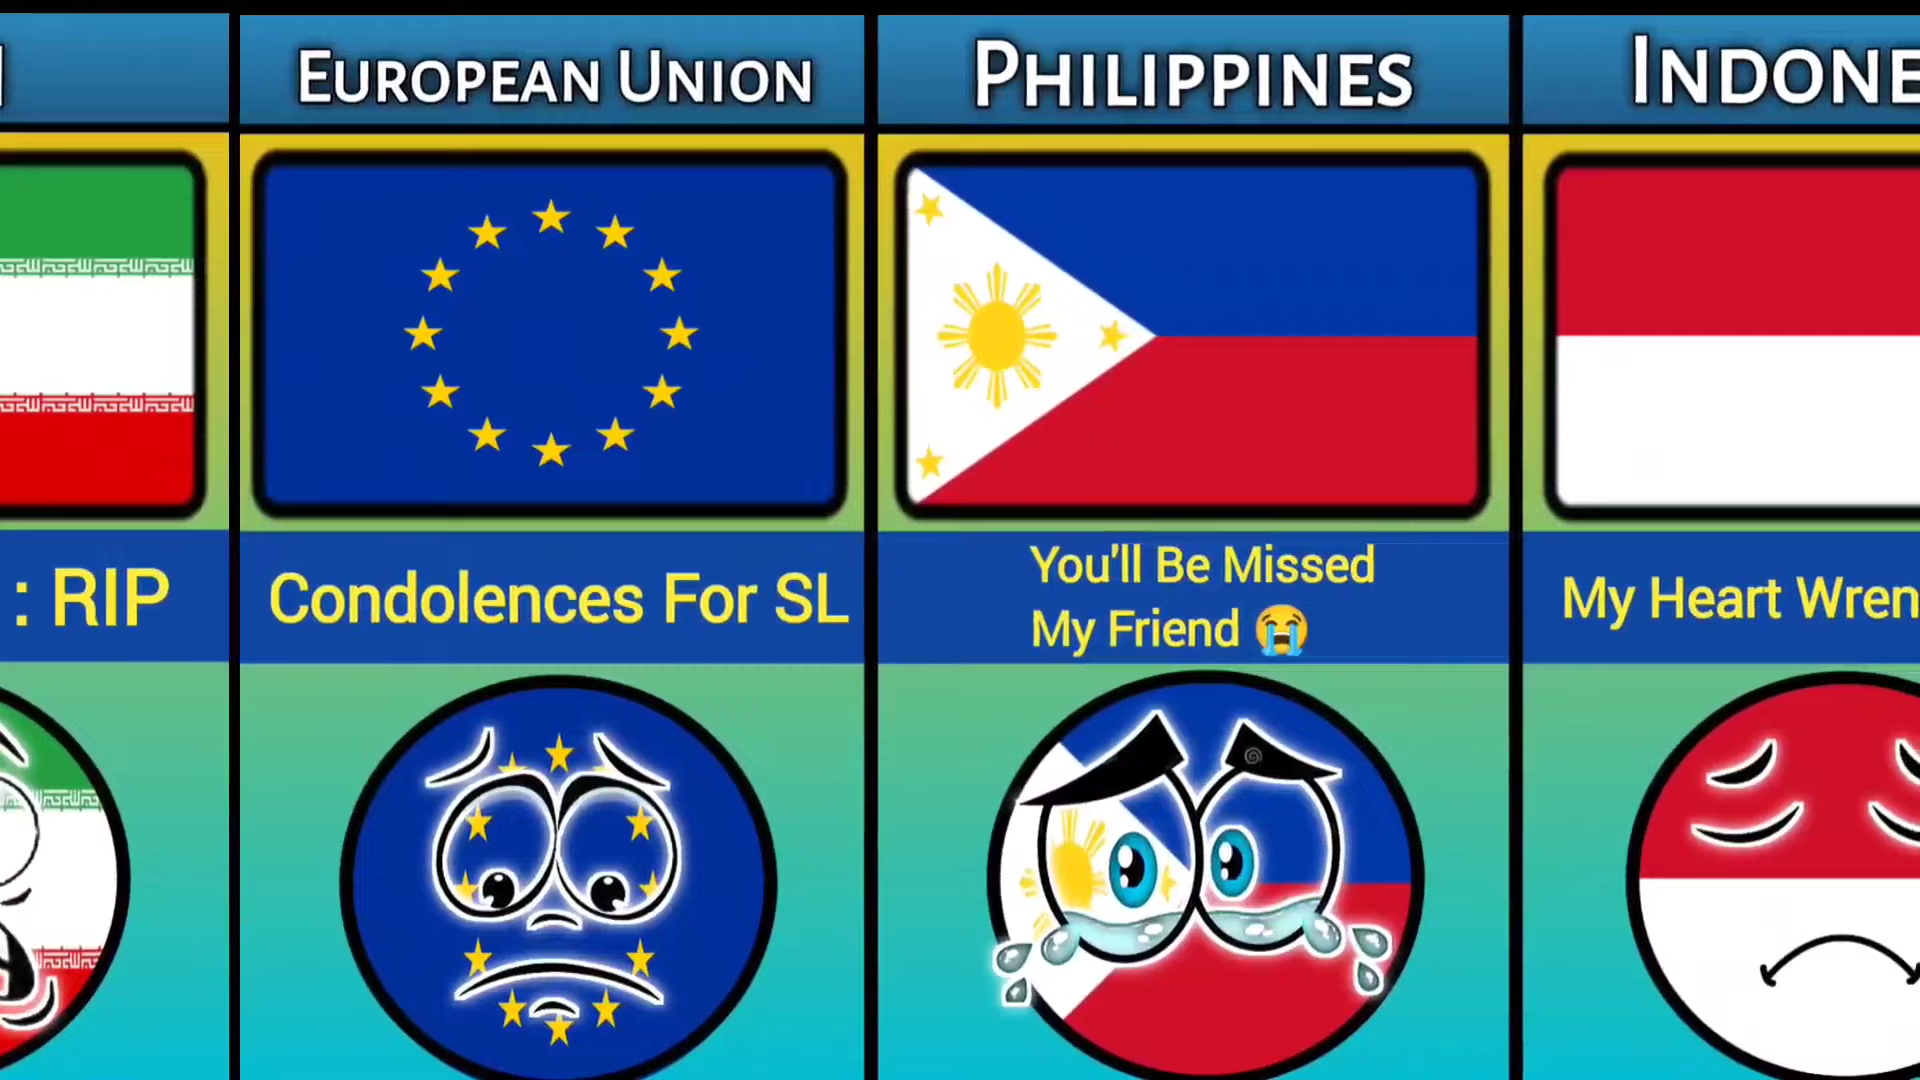 EUROPEAN UNION
PHILIPPINES
INDONE
: RIP
Condolences For SL
You'll Be Missed
My Friend 😭
My Heart Wren